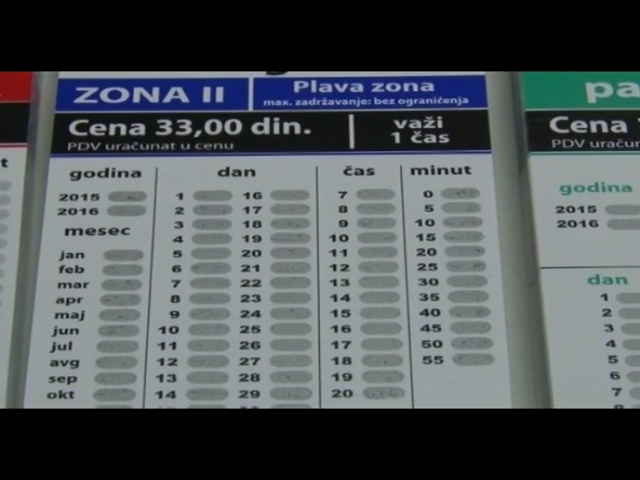 ZONA II
Plava zona
max. zadržavanje: bez ograničenja
Cena 33,00 din.
PDV uračunat u cenu
važi
1 čas
godina
2015
2016
mesec
jan
feb
mar
apr
maj
jun
jul
avg
sep
okt
dan
1 16
2 17
3 18
4 19
5 20
6 21
7 22
8 23
9 24
10 25
11 26
12 27
13 28
14 29
čas
7
8
9
10
11
12
13
14
15
16
17
18
19
20
minut
0
5
10
15
20
25
30
35
40
45
50
55
pa
Cena
PDV uraču
godina
2015
2016
dan
1
2
3
4
5
6
7
8